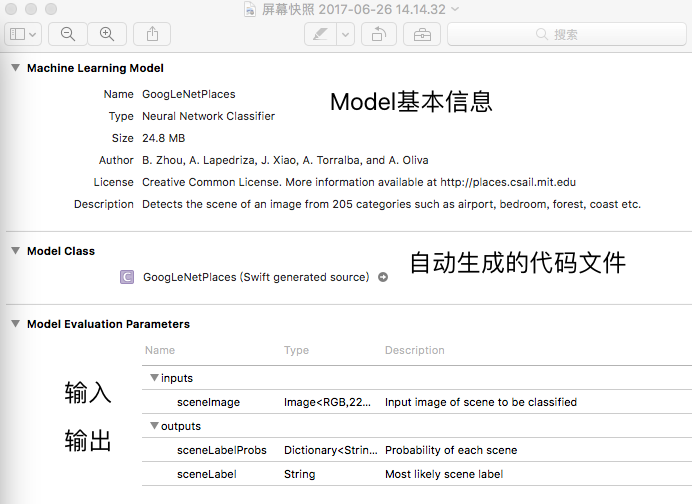 屏幕快照 2017-06-26 14.14.32
搜索
Machine Learning Model
Name GoogLeNetPlaces
Model基本信息
Type Neural Network Classifier
Size 24.8 MB
Author B. Zhou, A. Lapedriza, J. Xiao, A. Torralba, and A. Oliva
License Creative Common License. More information available at http://places.csail.mit.edu
Description Detects the scene of an image from 205 categories such as airport, bedroom, forest, coast etc.
Model Class
自动生成的代码文件
GoogLeNetPlaces (Swift generated source)
Model Evaluation Parameters
Name Type Description
inputs
输入
sceneImage Image<RGB,22... Input image of scene to be classified
outputs
输出
sceneLabelProbs Dictionary<Strin... Probability of each scene
sceneLabel String Most likely scene label